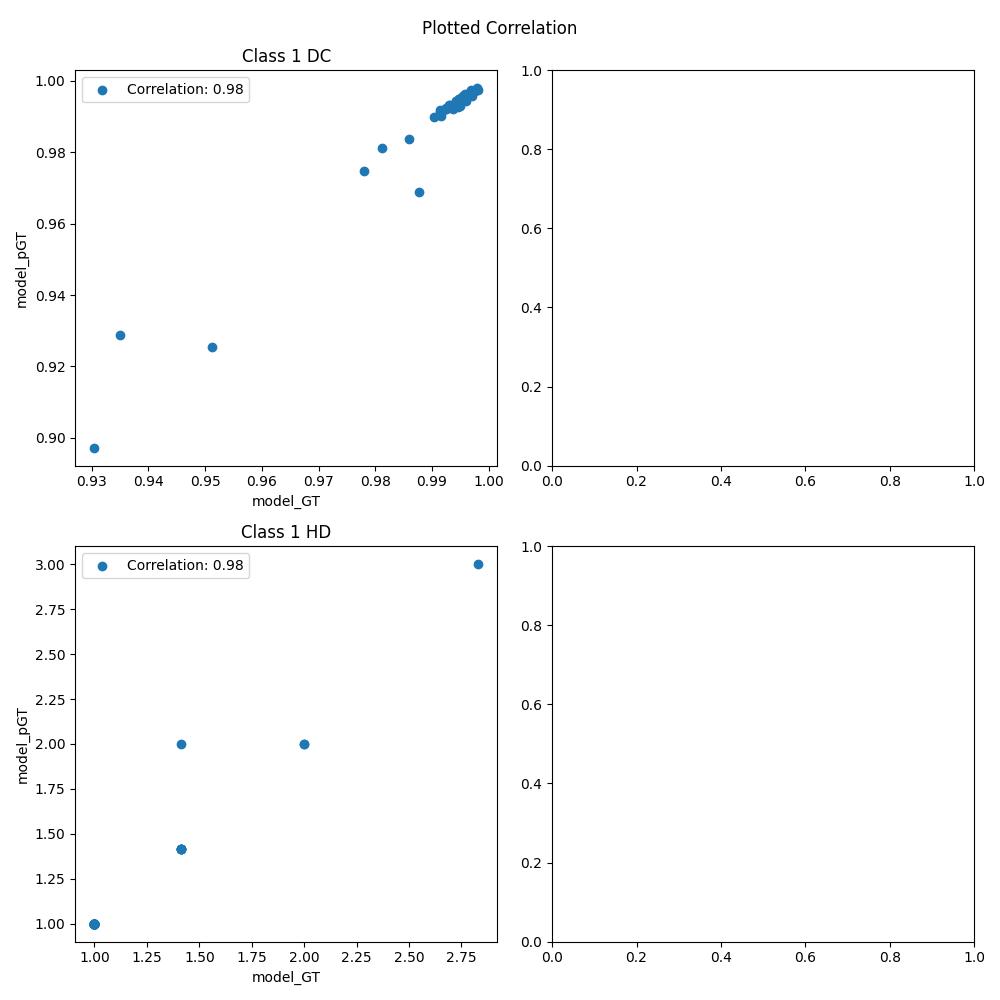 Plotted Correlation
Class 1 DC
Correlation: 0.98
1.00
0.98
0.96
0.94
0.92
0.90
model_pGT
0.93 0.94 0.95 0.96 0.97 0.98 0.99 1.00
model_GT
1.0
0.8
0.6
0.4
0.2
0.0
0.0 0.2 0.4 0.6 0.8 1.0
Class 1 HD
Correlation: 0.98
3.00
2.75
2.50
2.25
2.00
1.75
1.50
1.25
1.00
model_pGT
1.00 1.25 1.50 1.75 2.00 2.25 2.50 2.75
model_GT
1.0
0.8
0.6
0.4
0.2
0.0
0.0 0.2 0.4 0.6 0.8 1.0